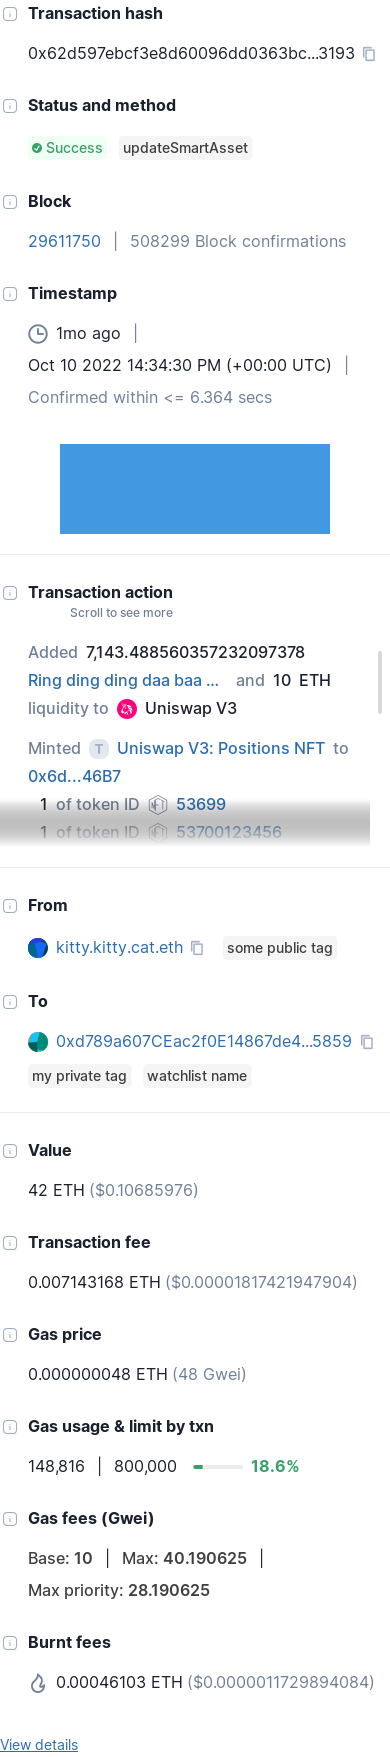 Transaction hash
0x62d597ebcf3e8d60096dd0363bc...3193
Status and method
Success updateSmartAsset
Block
29611750 | 508299 Block confirmations
Timestamp
1mo ago |
Oct 10 2022 14:34:30 PM (+00:00 UTC) |
Confirmed within <= 6.364 secs
Transaction action
Scroll to see more
Added 7,143.488560357232097378
Ring ding ding daa baa ... and 10 ETH
liquidity to Uniswap V3
Minted T Uniswap V3: Positions NFT to
0x6d...46B7
1 of token ID 53699
1 of token ID 53700123456
From
kitty.kitty.cat.eth some public tag
To
0xd789a607CEac2f0E14867de4...5859
my private tag watchlist name
Value
42 ETH ($0.10685976)
Transaction fee
0.007143168 ETH ($0.00001817421947904)
Gas price
0.000000048 ETH (48 Gwei)
Gas usage & limit by txn
148,816 | 800,000 18.6%
Gas fees (Gwei)
Base: 10 | Max: 40.190625 |
Max priority: 28.190625
Burnt fees
0.00046103 ETH ($0.0000011729894084)
View details